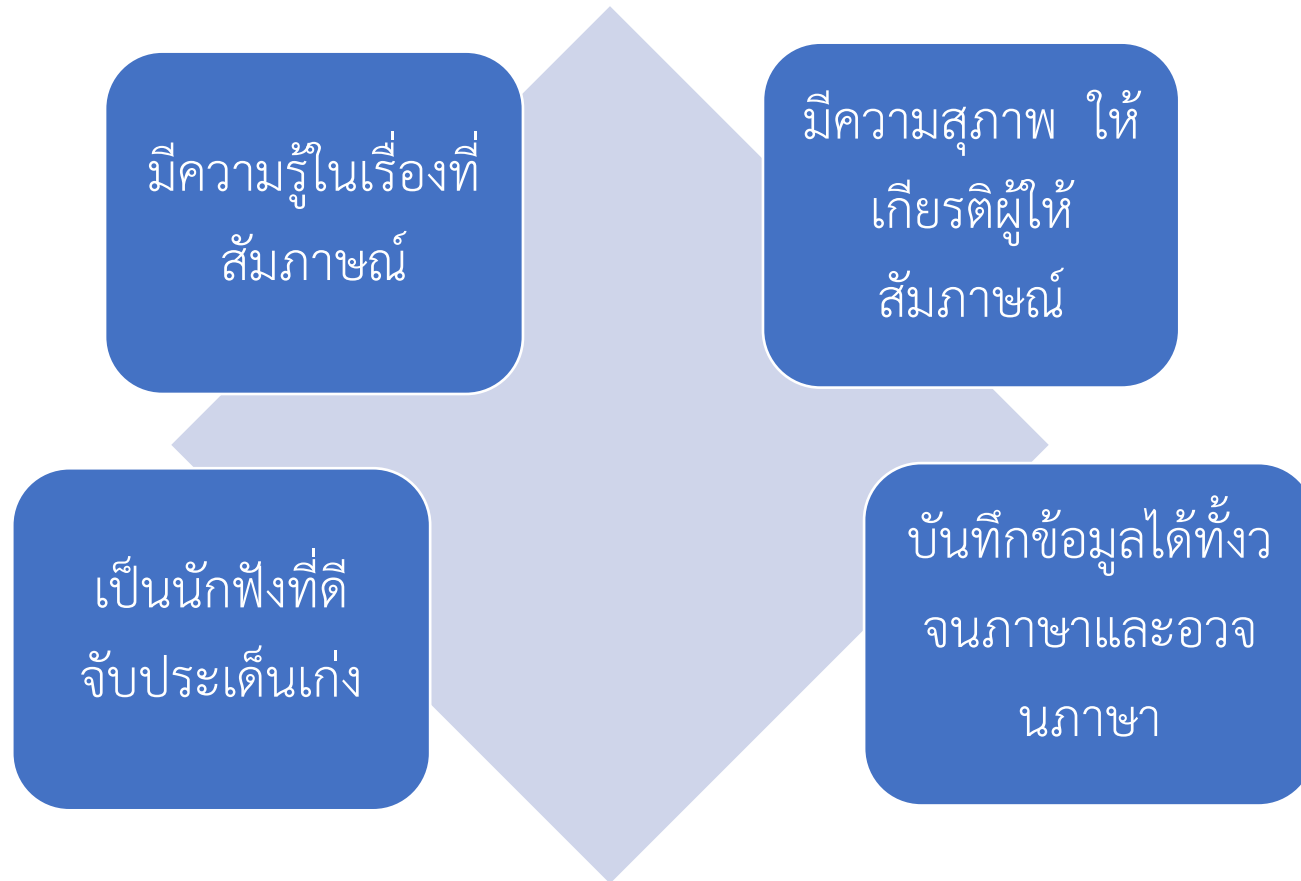 มีความรู้ในเรื่องที่
สัมภาษณ์
มีความสุภาพ ให้
เกียรติผู้ให้
สัมภาษณ์
เป็นนักฟังที่ดี
จับประเด็นเก่ง
บันทึกข้อมูลได้ทั้งว
จนภาษาและอวจ
นภาษา